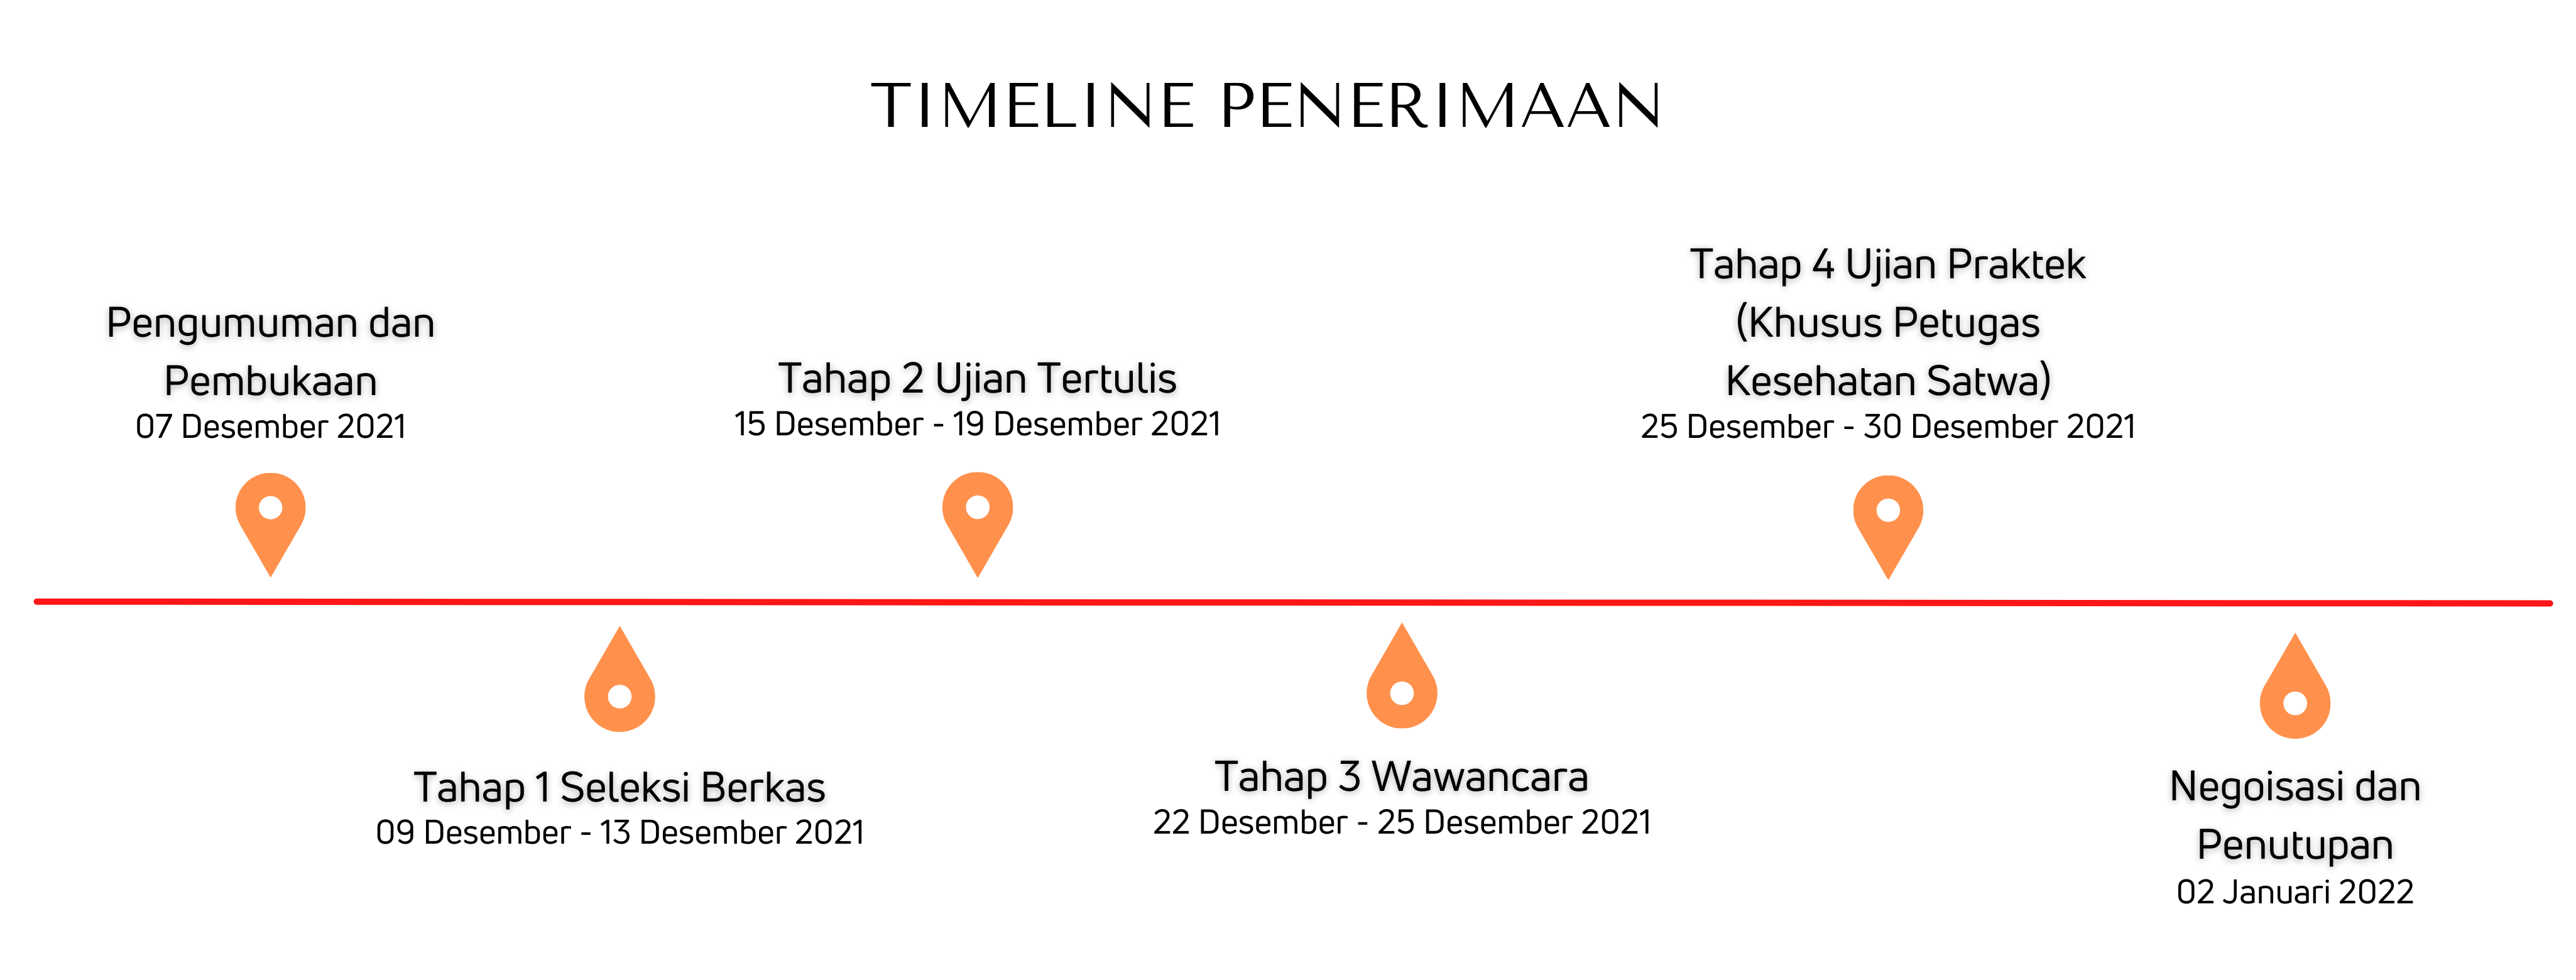 TIMELINE PENERIMAAN
Pengumuman dan
Pembukaan
07 Desember 2021
Tahap 1 Seleksi Berkas
09 Desember - 13 Desember 2021
Tahap 2 Ujian Tertulis
15 Desember - 19 Desember 2021
Tahap 3 Wawancara
22 Desember - 25 Desember 2021
Tahap 4 Ujian Praktek
(Khusus Petugas
Kesehatan Satwa)
25 Desember - 30 Desember 2021
Negoisasi dan
Penutupan
02 Januari 2022